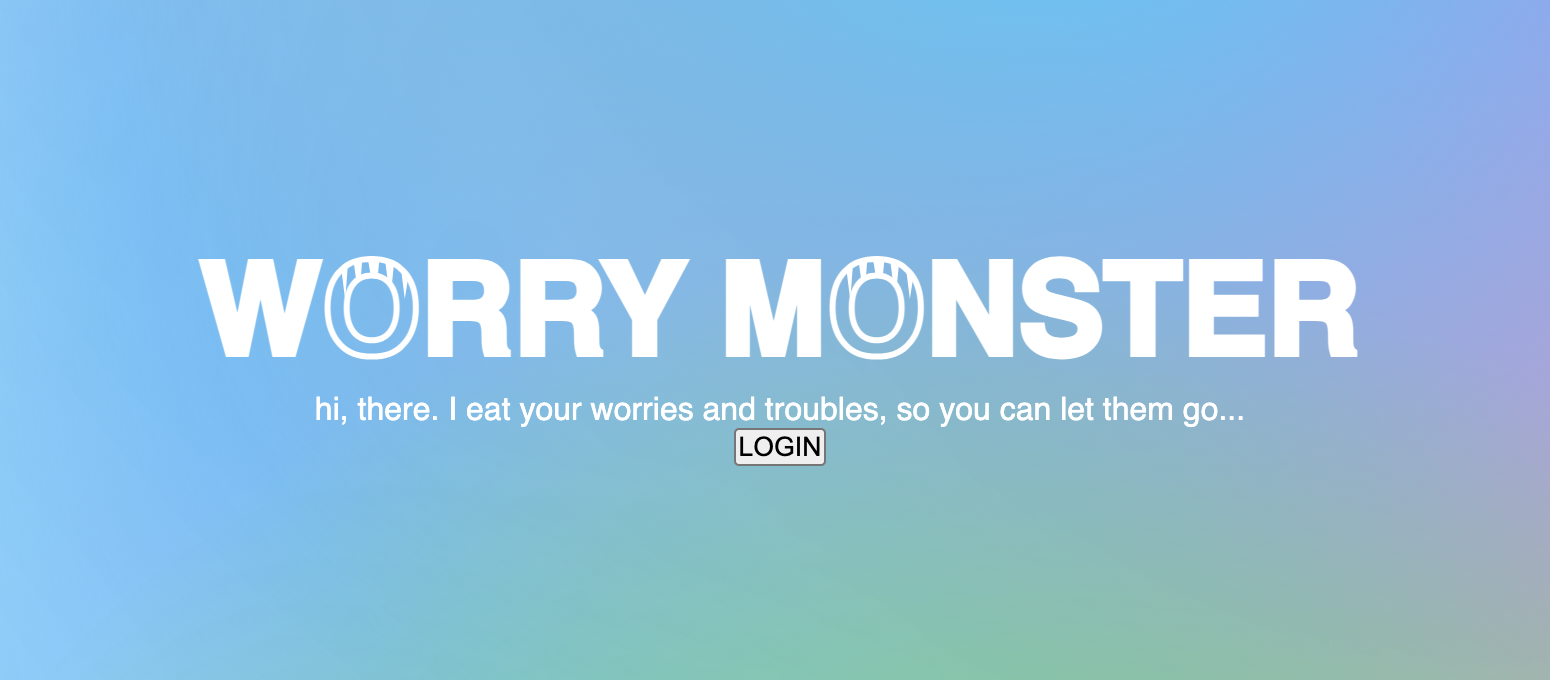 WORRY MONSTER
hi, there. I eat your worries and troubles, so you can let them go...
LOGIN